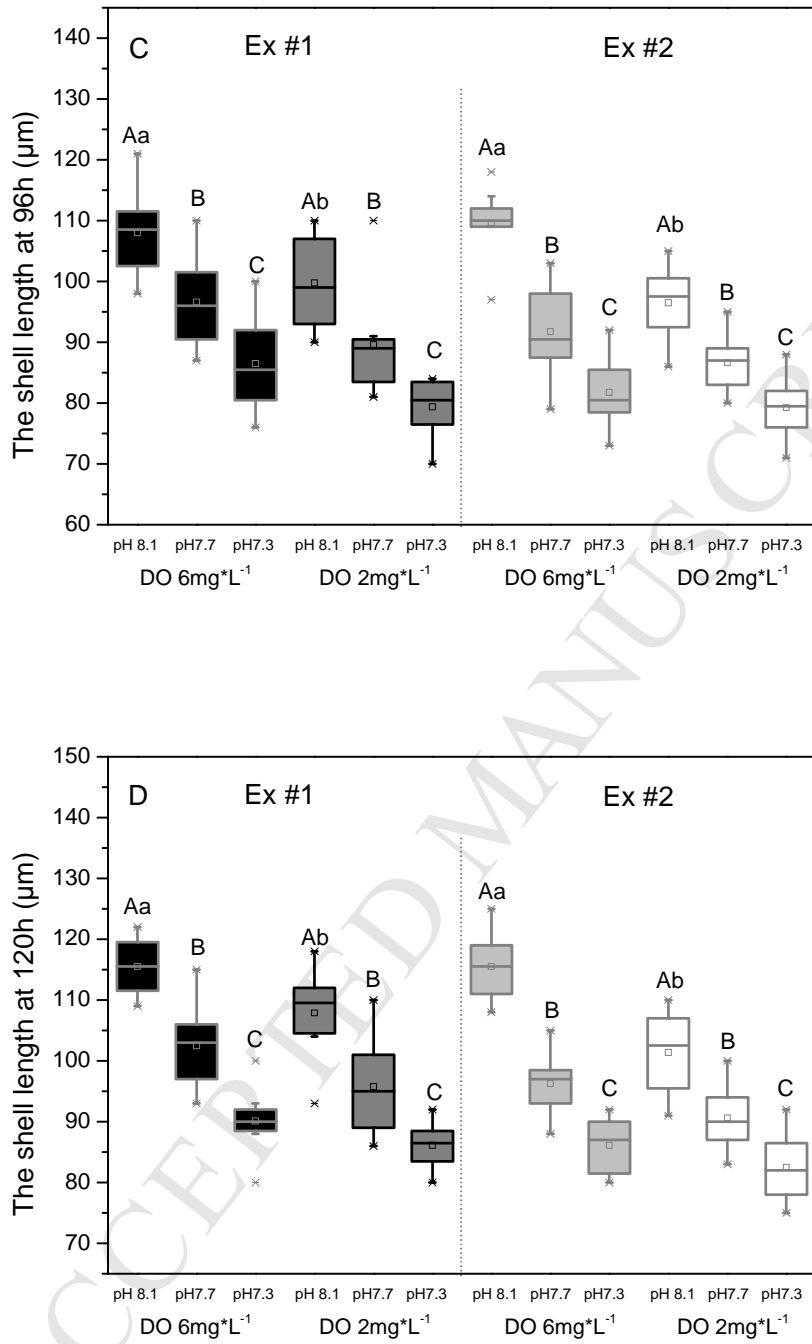 C Ex #1 Ex #2
The shell length at 96h (µm)
140
130
120
110
100
90
80
70
60
Aa B C Ab B C Aa B C Ab B C
pH 8.1 pH7.7 pH7.3 pH 8.1 pH7.7 pH7.3 pH 8.1 pH7.7 pH7.3 pH 8.1 pH7.7 pH7.3
DO 6mg*L-1 DO 2mg*L-1 DO 6mg*L-1 DO 2mg*L-1
D Ex #1 Ex #2
The shell length at 120h (µm)
150
140
130
120
110
100
90
80
70
Aa B C Ab B C Aa B C Ab B C
pH 8.1 pH7.7 pH7.3 pH 8.1 pH7.7 pH7.3 pH 8.1 pH7.7 pH7.3 pH 8.1 pH7.7 pH7.3
DO 6mg*L-1 DO 2mg*L-1 DO 6mg*L-1 DO 2mg*L-1
CCEPTED MANUSCRIP